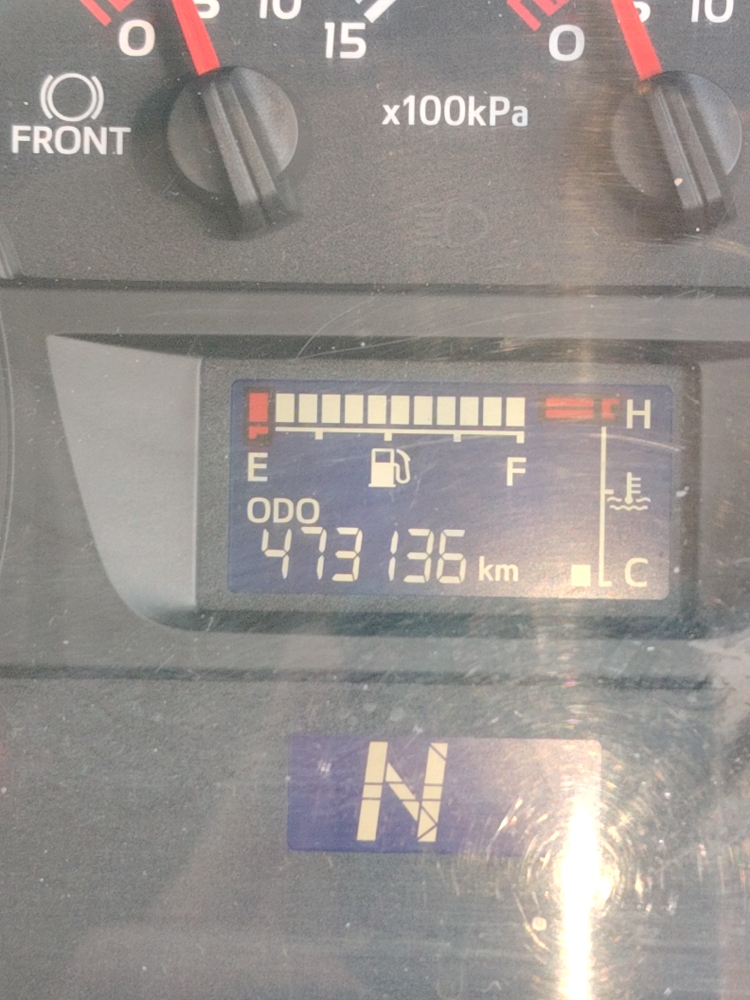 0 5 10 15
0 5 10
FRONT
x100kPa
H
E F
ODO
473136 km
C
N